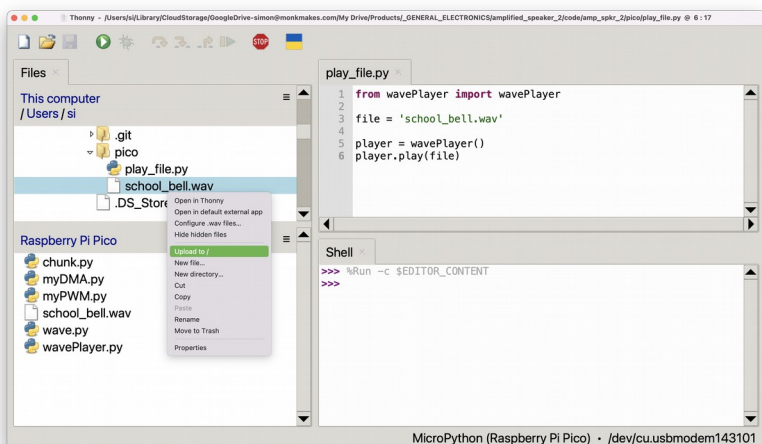 Thonny - /Users/si/Library/CloudStorage/GoogleDrive-simon@monkmakes.com/My Drive/Products/_GENERAL_ELECTRONICS/amplified_speaker_2/code/amp_spkr_2/pico/play_file.py @ 6 : 17
STOP
Files
This computer
/ Users / si
.git
pico
play_file.py
school_bell.wav
.DS_Store
Open in Thonny
Open in default external app
Configure .wav files...
Hide hidden files
Upload to /
New file...
New directory...
Cut
Copy
Paste
Rename
Move to Trash
Properties
Raspberry Pi Pico
chunk.py
myDMA.py
myPWM.py
school_bell.wav
wave.py
wavePlayer.py
play_file.py
1 from wavePlayer import wavePlayer
2
3 file = 'school_bell.wav'
4
5 player = wavePlayer()
6 player.play(file)
Shell
>>> %Run -c $EDITOR_CONTENT
>>>
MicroPython (Raspberry Pi Pico) • /dev/cu.usbmodem143101